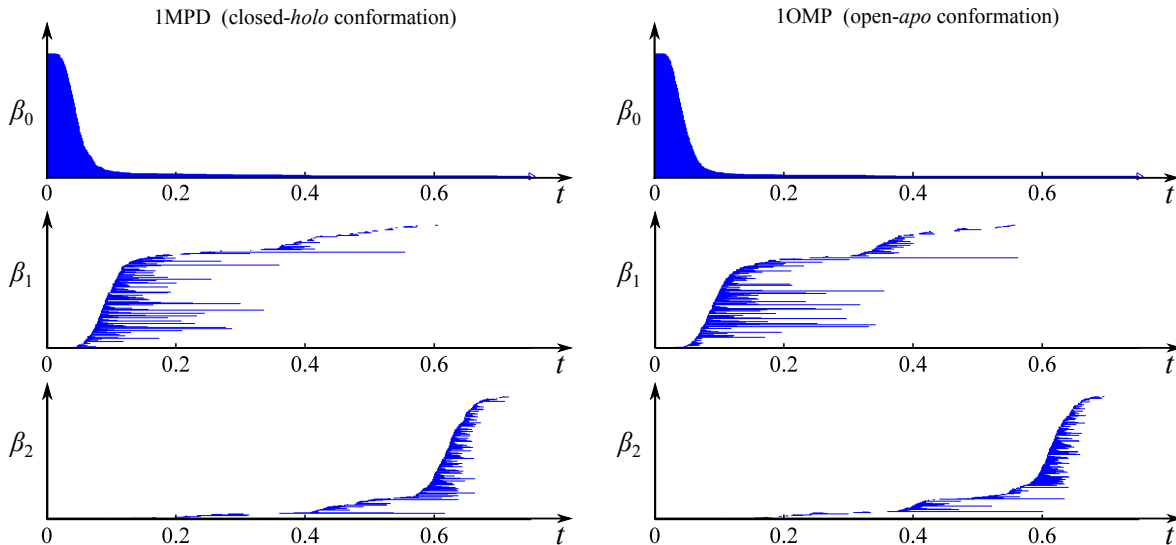 1MPD (closed-holo conformation)
1OMP (open-apo conformation)
β0
0 0.2 0.4 0.6 t
β0
0 0.2 0.4 0.6 t
β1
0 0.2 0.4 0.6 t
β1
0 0.2 0.4 0.6 t
β2
0 0.2 0.4 0.6 t
β2
0 0.2 0.4 0.6 t